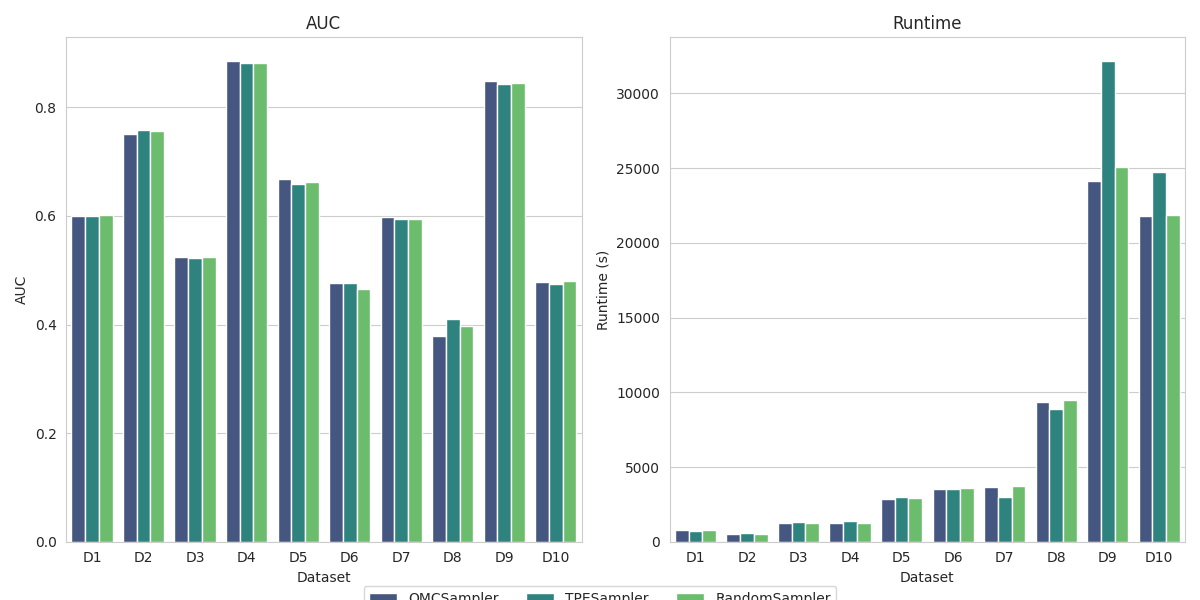 AUC
Runtime
AUC
0.8
0.6
0.4
0.2
0.0
D1 D2 D3 D4 D5 D6 D7 D8 D9 D10
Dataset
Runtime (s)
30000
25000
20000
15000
10000
5000
0
D1 D2 D3 D4 D5 D6 D7 D8 D9 D10
Dataset
QMCSampler TPESampler RandomSampler